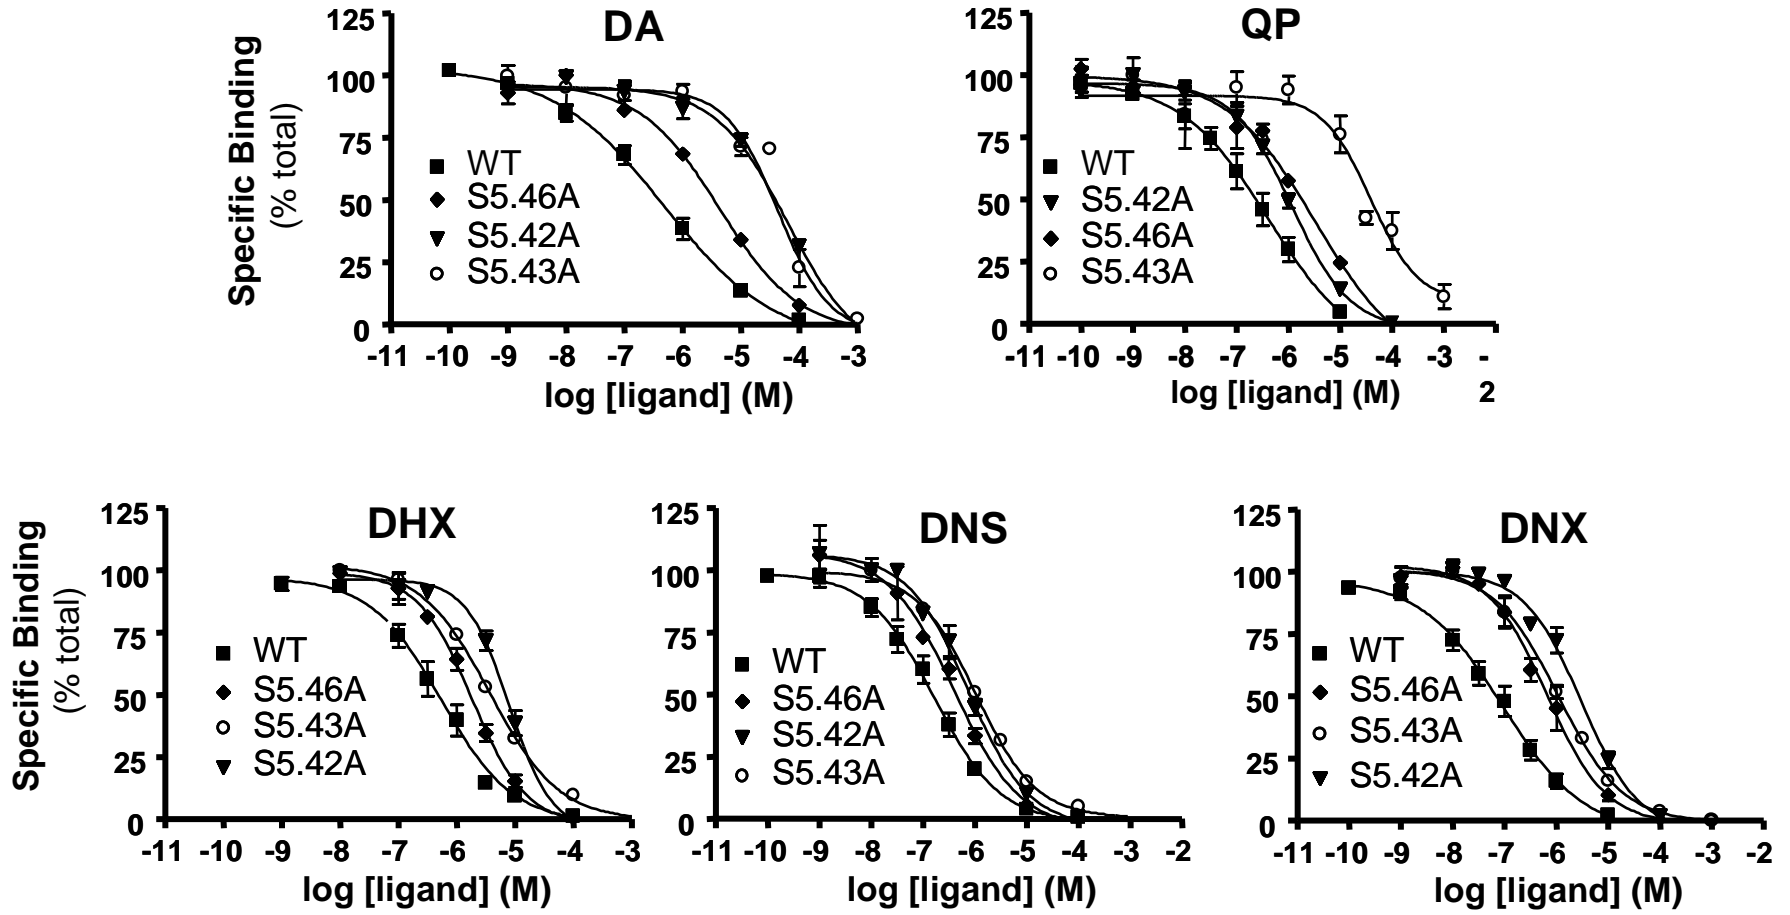 DA
125
100
75
50
25
0
Specific Binding
(% total)
WT
S5.46A
S5.42A
S5.43A
-11 -10 -9 -8 -7 -6 -5 -4 -3
log [ligand] (M)
QP
125
100
75
50
25
0
WT
S5.42A
S5.46A
S5.43A
-11 -10 -9 -8 -7 -6 -5 -4 -3 -
2
log [ligand] (M)
DHX
125
100
75
50
25
0
Specific Binding
(% total)
WT
S5.46A
S5.43A
S5.42A
-11 -10 -9 -8 -7 -6 -5 -4 -3
log [ligand] (M)
DNS
125
100
75
50
25
0
WT
S5.46A
S5.42A
S5.43A
-11 -10 -9 -8 -7 -6 -5 -4 -3 -2
log [ligand] (M)
DNX
125
100
75
50
25
0
WT
S5.46A
S5.43A
S5.42A
-11 -10 -9 -8 -7 -6 -5 -4 -3 -2
log [ligand] (M)